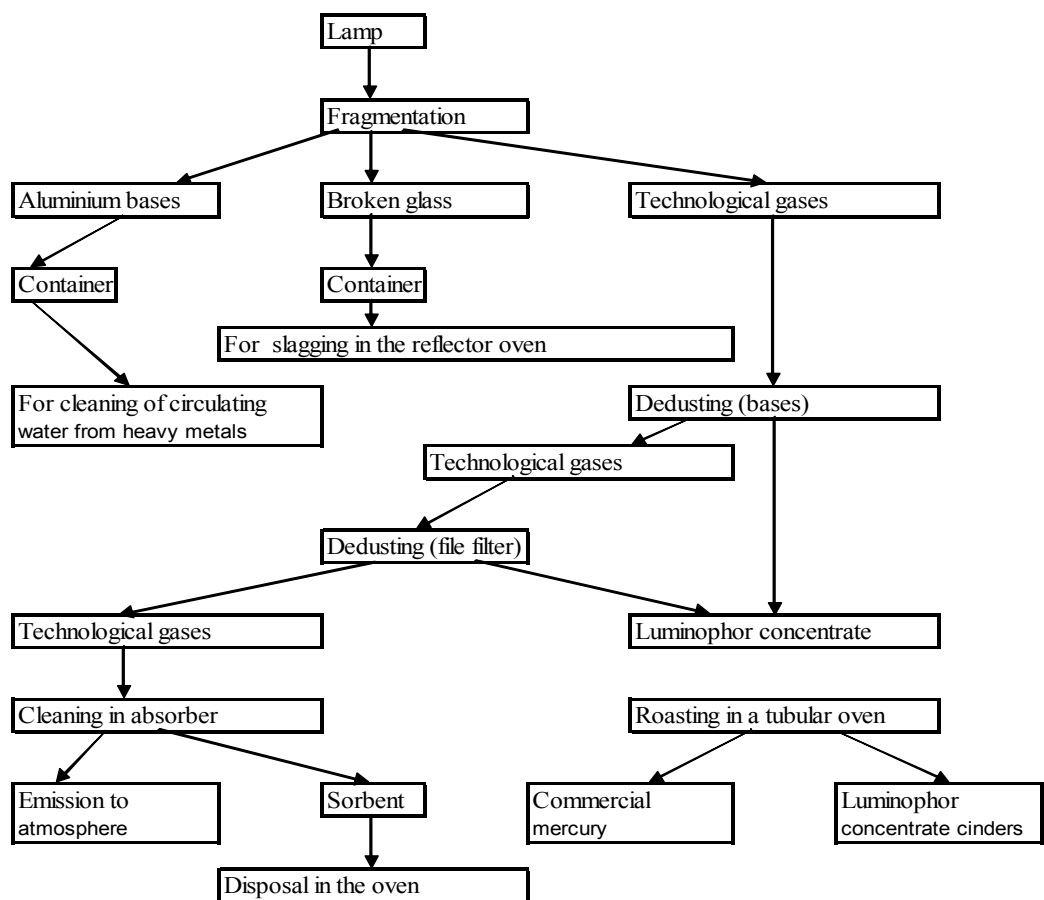 Lamp
Fragmentation
Aluminium bases
Broken glass
Technological gases
Container
Container
For slagging in the reflector oven
For cleaning of circulating
water from heavy metals
Dedusting (bases)
Technological gases
Dedusting (file filter)
Technological gases
Luminophor concentrate
Cleaning in absorber
Roasting in a tubular oven
Emission to
atmosphere
Sorbent
Commercial
mercury
Luminophor
concentrate cinders
Disposal in the oven